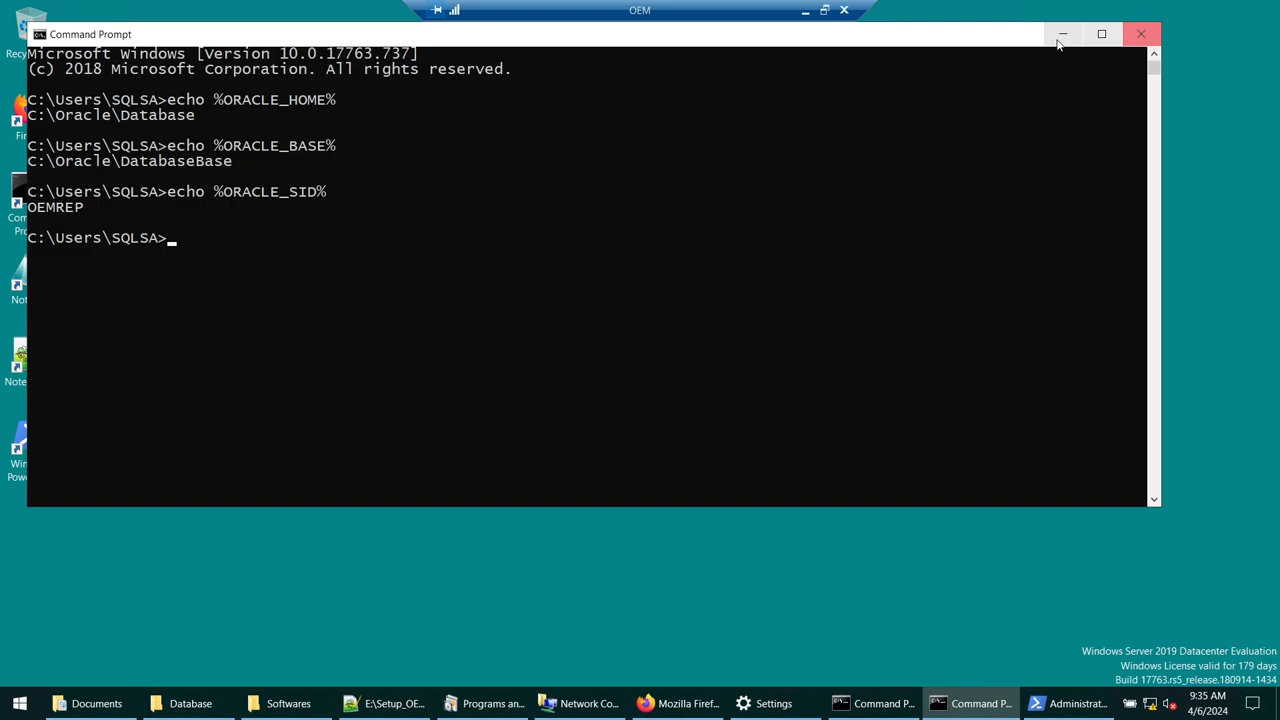 OEM
Recy
Command Prompt
Microsoft Windows [Version 10.0.17763.737]
(c) 2018 Microsoft Corporation. All rights reserved.
C:\Users\SQLSA>echo %ORACLE_HOME%
C:\Oracle\Database
C:\Users\SQLSA>echo %ORACLE_BASE%
C:\Oracle\DatabaseBase
C:\Users\SQLSA>echo %ORACLE_SID%
OEMREP
C:\Users\SQLSA>
Fin
Com
Pro
Not
Note
Win
Powe
Windows Server 2019 Datacenter Evaluation
Windows License valid for 179 days
Build 17763.rs5_release.180914-1434
Documents
Database
Softwares
E:\Setup_OE...
Programs an...
Network Co...
Mozilla Firef...
Settings
Command P...
Command P...
Administrat...
9:35 AM
4/6/2024